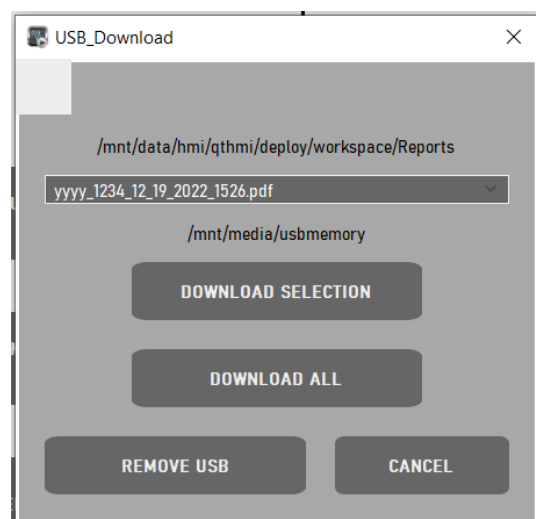 USB_Download
/mnt/data/hmi/qthmi/deploy/workspace/Reports
yyyy_1234_12_19_2022_1526.pdf
/mnt/media/usbmemory
DOWNLOAD SELECTION
DOWNLOAD ALL
REMOVE USB
CANCEL